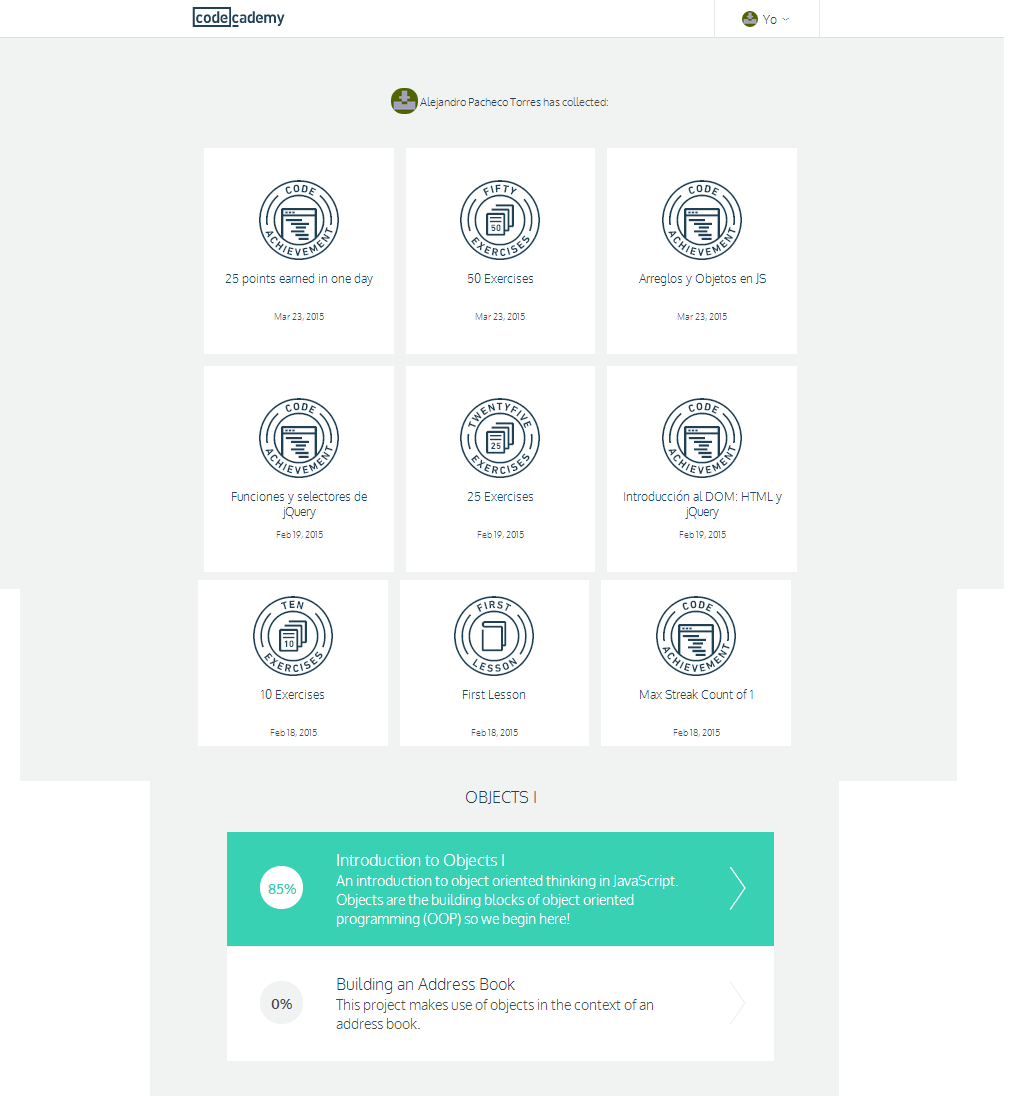 codecademy
Yo
Alejandro Pacheco Torres has collected:
CODE ACHIEVEMENT
FIFTY EXERCISES
CODE ACHIEVEMENT
50
25 points earned in one day
50 Exercises
Arreglos y Objetos en JS
Mar 23, 2015
Mar 23, 2015
Mar 23, 2015
CODE ACHIEVEMENT
TWENTYFIVE EXERCISES
CODE ACHIEVEMENT
25
Funciones y selectores de
jQuery
25 Exercises
Introducción al DOM: HTML y
jQuery
Feb 19, 2015
Feb 19, 2015
Feb 19, 2015
TEN EXERCISES
FIRST LESSON
CODE ACHIEVEMENT
10
10 Exercises
First Lesson
Max Streak Count of 1
Feb 18, 2015
Feb 18, 2015
Feb 18, 2015
OBJECTS I
85%
Introduction to Objects I
An introduction to object oriented thinking in JavaScript.
Objects are the building blocks of object oriented
programming (OOP) so we begin here!
0%
Building an Address Book
This project makes use of objects in the context of an
address book.